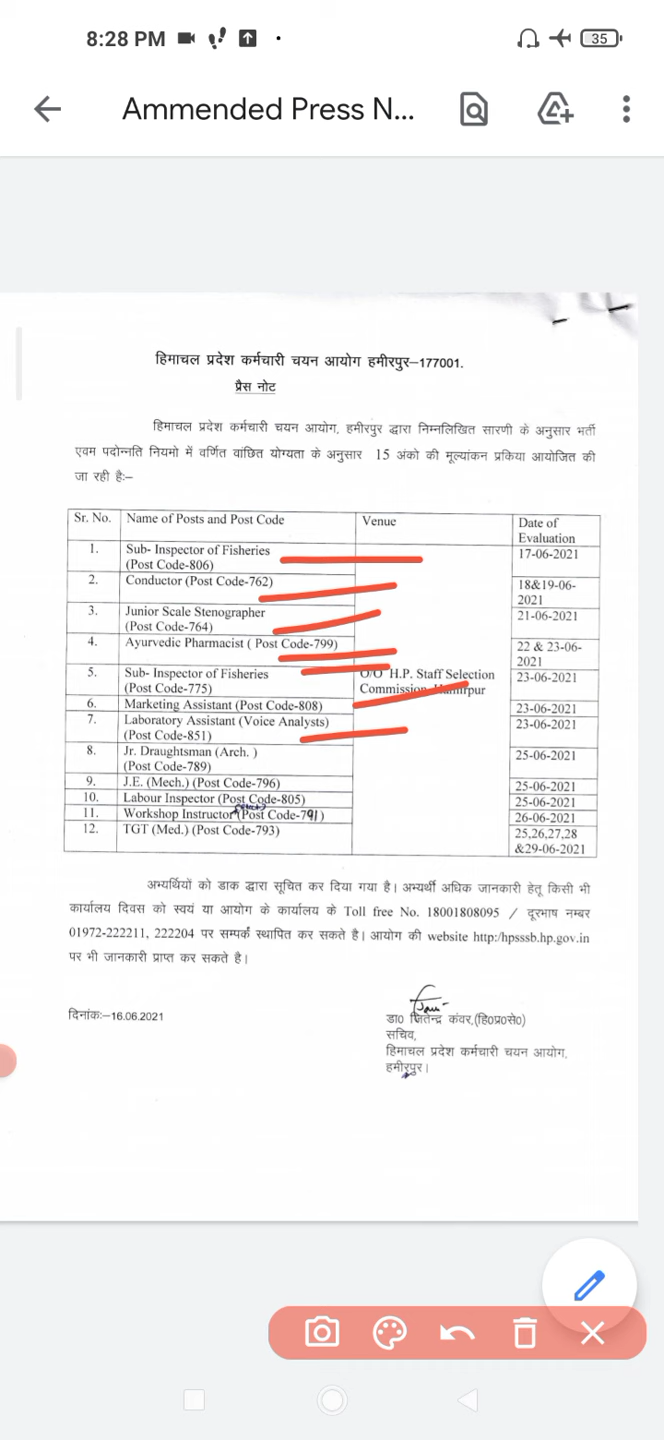 8:28 PM
35
Ammended Press N...
हिमाचल प्रदेश कर्मचारी चयन आयोग हमीरपुर–177001.
प्रैस नोट
हिमाचल प्रदेश कर्मचारी चयन आयोग, हमीरपुर द्वारा निम्नलिखित सारणी के अनुसार भर्ती
एवम पदोन्नति नियमो में वर्णित वांछित योग्यता के अनुसार 15 अंको की मूल्यांकन प्रकिया आयोजित की
जा रही हैः–
Sr. No. Name of Posts and Post Code Venue Date of Evaluation
1. Sub- Inspector of Fisheries (Post Code-806) 17-06-2021
2. Conductor (Post Code-762) 18&19-06-2021
3. Junior Scale Stenographer (Post Code-764) 21-06-2021
4. Ayurvedic Pharmacist ( Post Code-799) 22 & 23-06-2021
5. Sub- Inspector of Fisheries (Post Code-775) O/O H.P. Staff Selection Commission Hamirpur 23-06-2021
6. Marketing Assistant (Post Code-808) 23-06-2021
7. Laboratory Assistant (Voice Analysts) (Post Code-851) 23-06-2021
8. Jr. Draughtsman (Arch. ) (Post Code-789) 25-06-2021
9. J.E. (Mech.) (Post Code-796) 25-06-2021
10. Labour Inspector (Post Code-805) 25-06-2021
11. Workshop Instructor (Post Code-791) 26-06-2021
12. TGT (Med.) (Post Code-793) 25,26,27,28 &29-06-2021
अभ्यर्थियों को डाक द्वारा सूचित कर दिया गया है। अभ्यर्थी अधिक जानकारी हेतू किसी भी
कार्यालय दिवस को स्वयं या आयोग के कार्यालय के Toll free No. 18001808095 / दूरभाष नम्बर
01972-222211, 222204 पर सम्पर्क स्थापित कर सकते है। आयोग की website http:/hpsssb.hp.gov.in
पर भी जानकारी प्राप्त कर सकते है।
दिनांकः–16.06.2021
डा० जितेन्द्र कंवर,(हि०प्र०से०)
सचिव,
हिमाचल प्रदेश कर्मचारी चयन आयोग,
हमीरपुर।